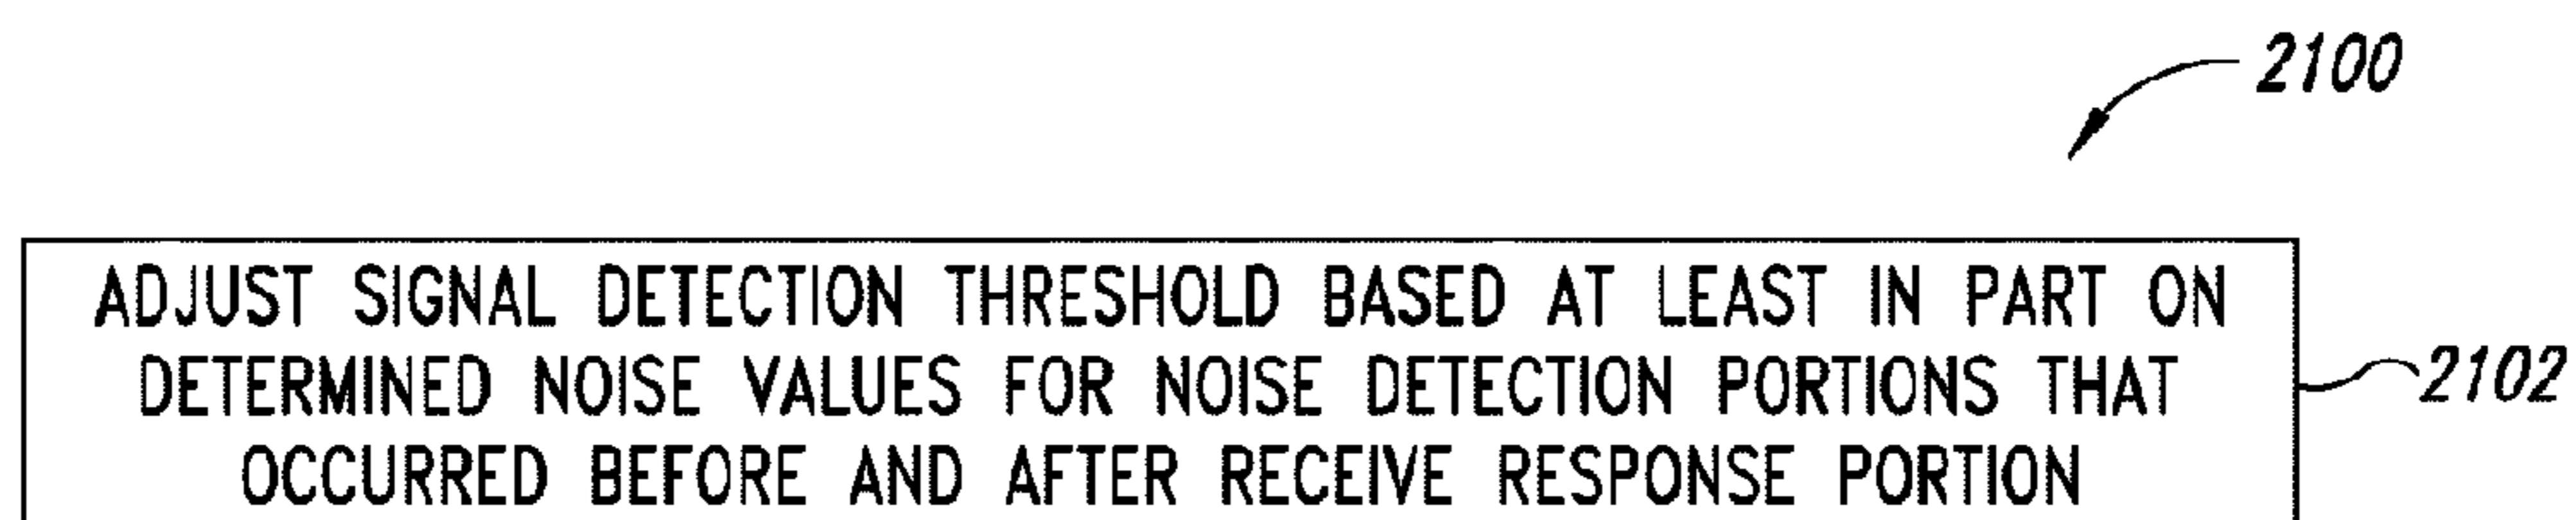 2100
ADJUST SIGNAL DETECTION THRESHOLD BASED AT LEAST IN PART ON
DETERMINED NOISE VALUES FOR NOISE DETECTION PORTIONS THAT
OCCURRED BEFORE AND AFTER RECEIVE RESPONSE PORTION
2102